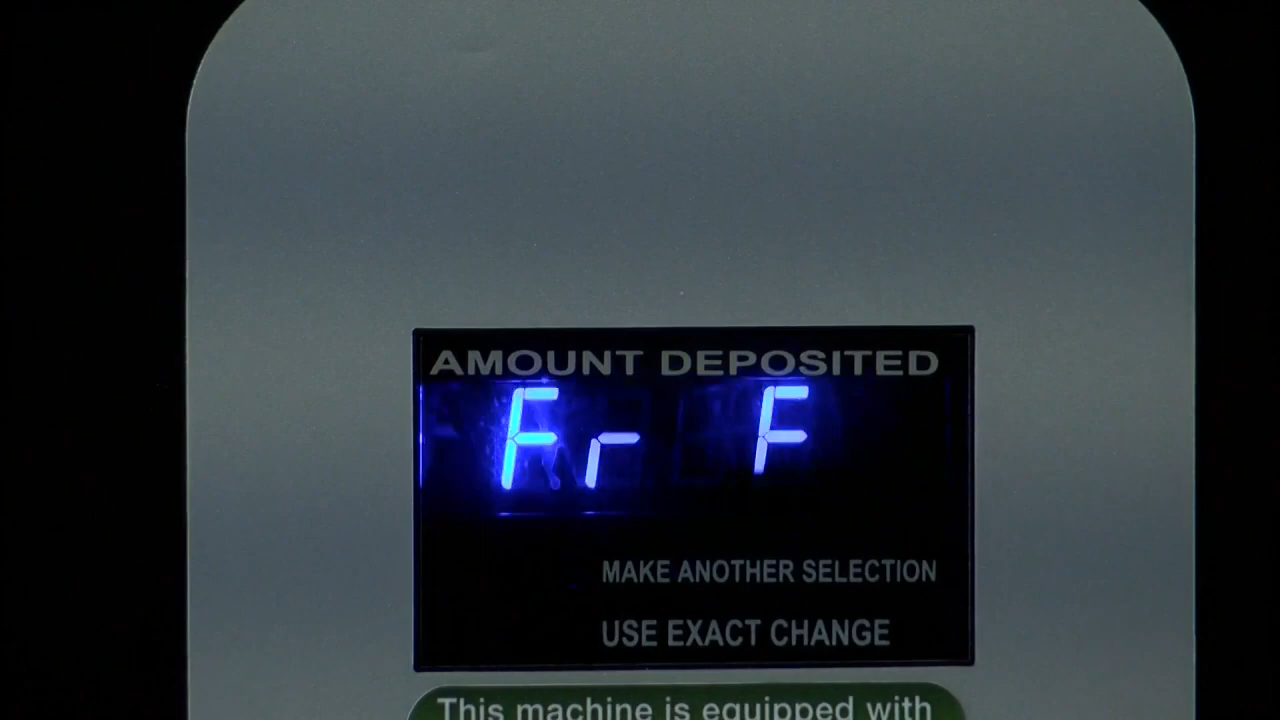 AMOUNT DEPOSITED
Fr F
MAKE ANOTHER SELECTION
USE EXACT CHANGE
This machine is equipped with